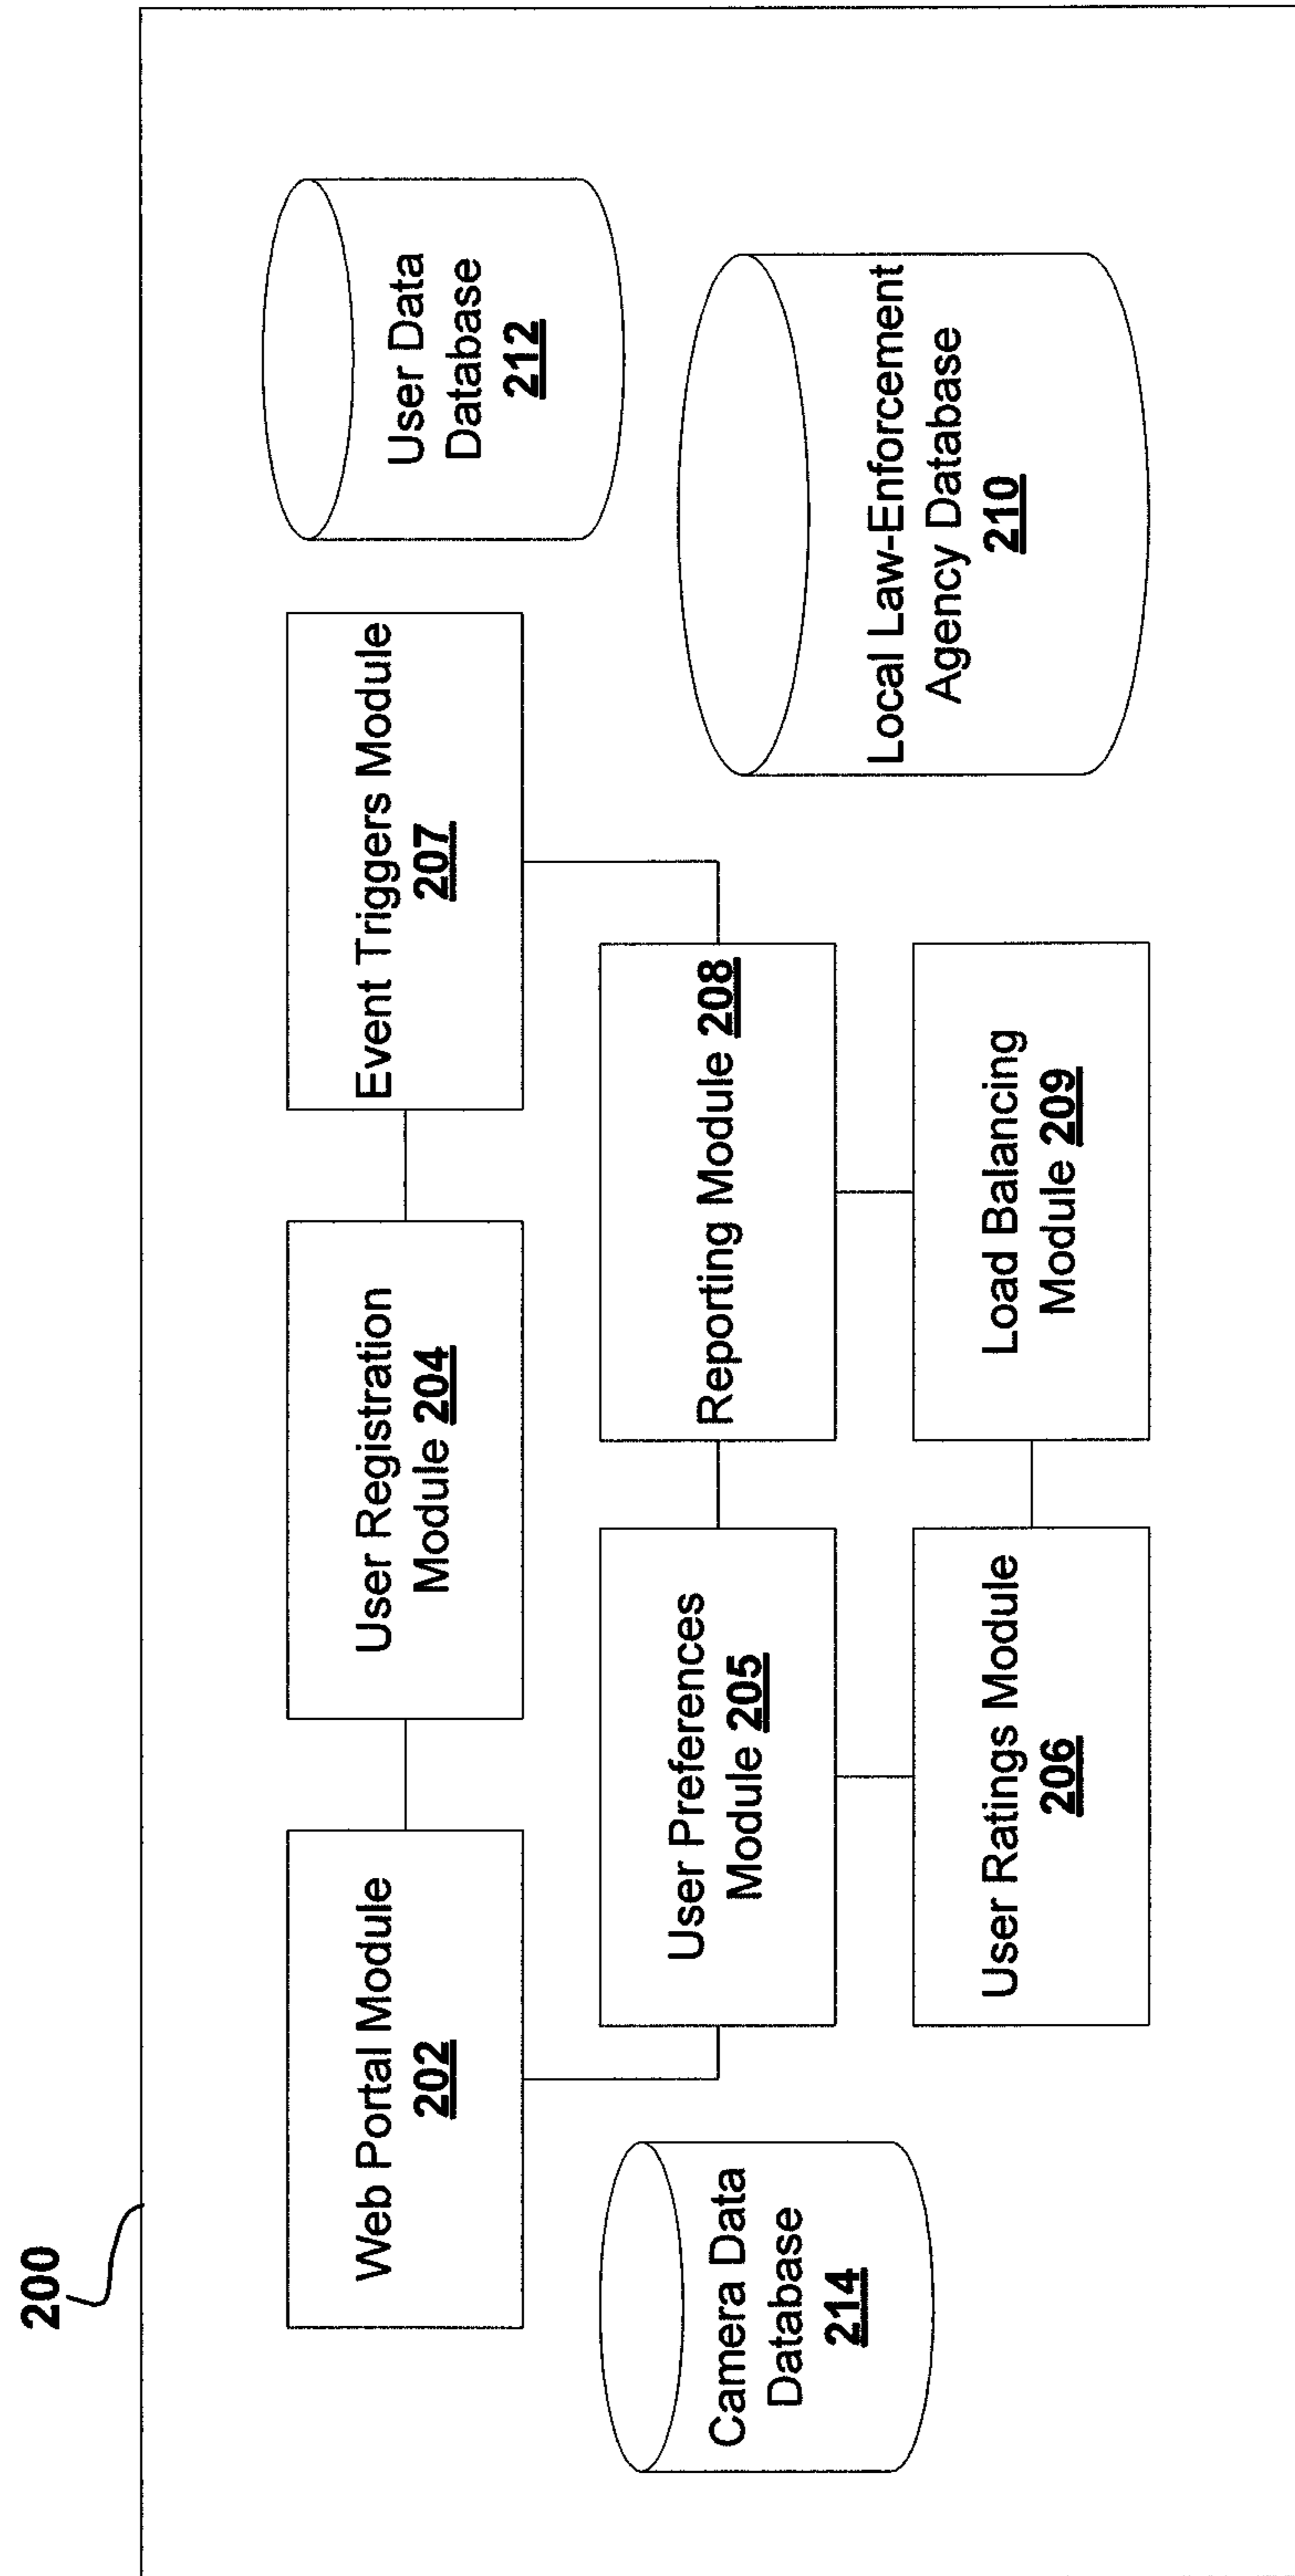 200
Web Portal Module
202
User Registration
Module 204
Event Triggers Module
207
User Data
Database
212
Camera Data
Database
214
User Preferences
Module 205
Reporting Module 208
Local Law-Enforcement
Agency Database
210
User Ratings Module
206
Load Balancing
Module 209